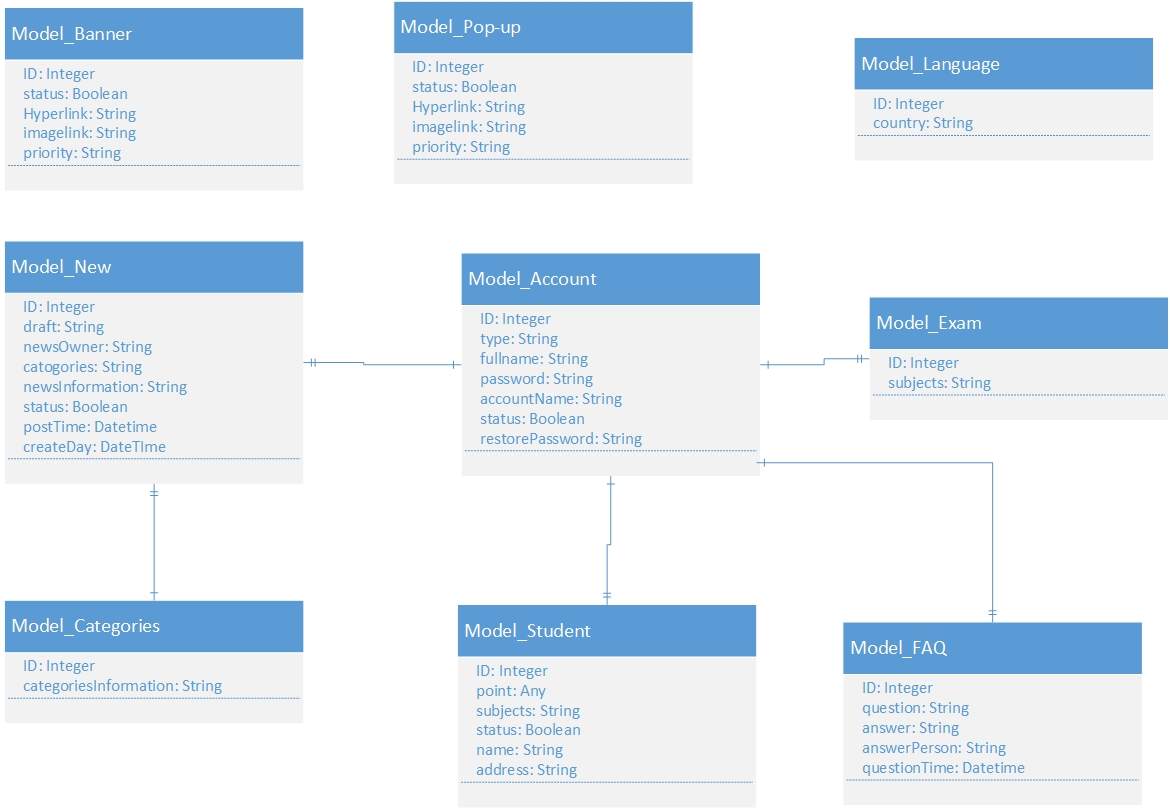 Model_Banner
ID: Integer
status: Boolean
Hyperlink: String
imagelink: String
priority: String
Model_Pop-up
ID: Integer
status: Boolean
Hyperlink: String
imagelink: String
priority: String
Model_Language
ID: Integer
country: String
Model_New
ID: Integer
draft: String
newsOwner: String
catogories: String
newsInformation: String
status: Boolean
postTime: Datetime
createDay: DateTIme
Model_Account
ID: Integer
type: String
fullname: String
password: String
accountName: String
status: Boolean
restorePassword: String
Model_Exam
ID: Integer
subjects: String
Model_Categories
ID: Integer
categoriesInformation: String
Model_Student
ID: Integer
point: Any
subjects: String
status: Boolean
name: String
address: String
Model_FAQ
ID: Integer
question: String
answer: String
answerPerson: String
questionTime: Datetime